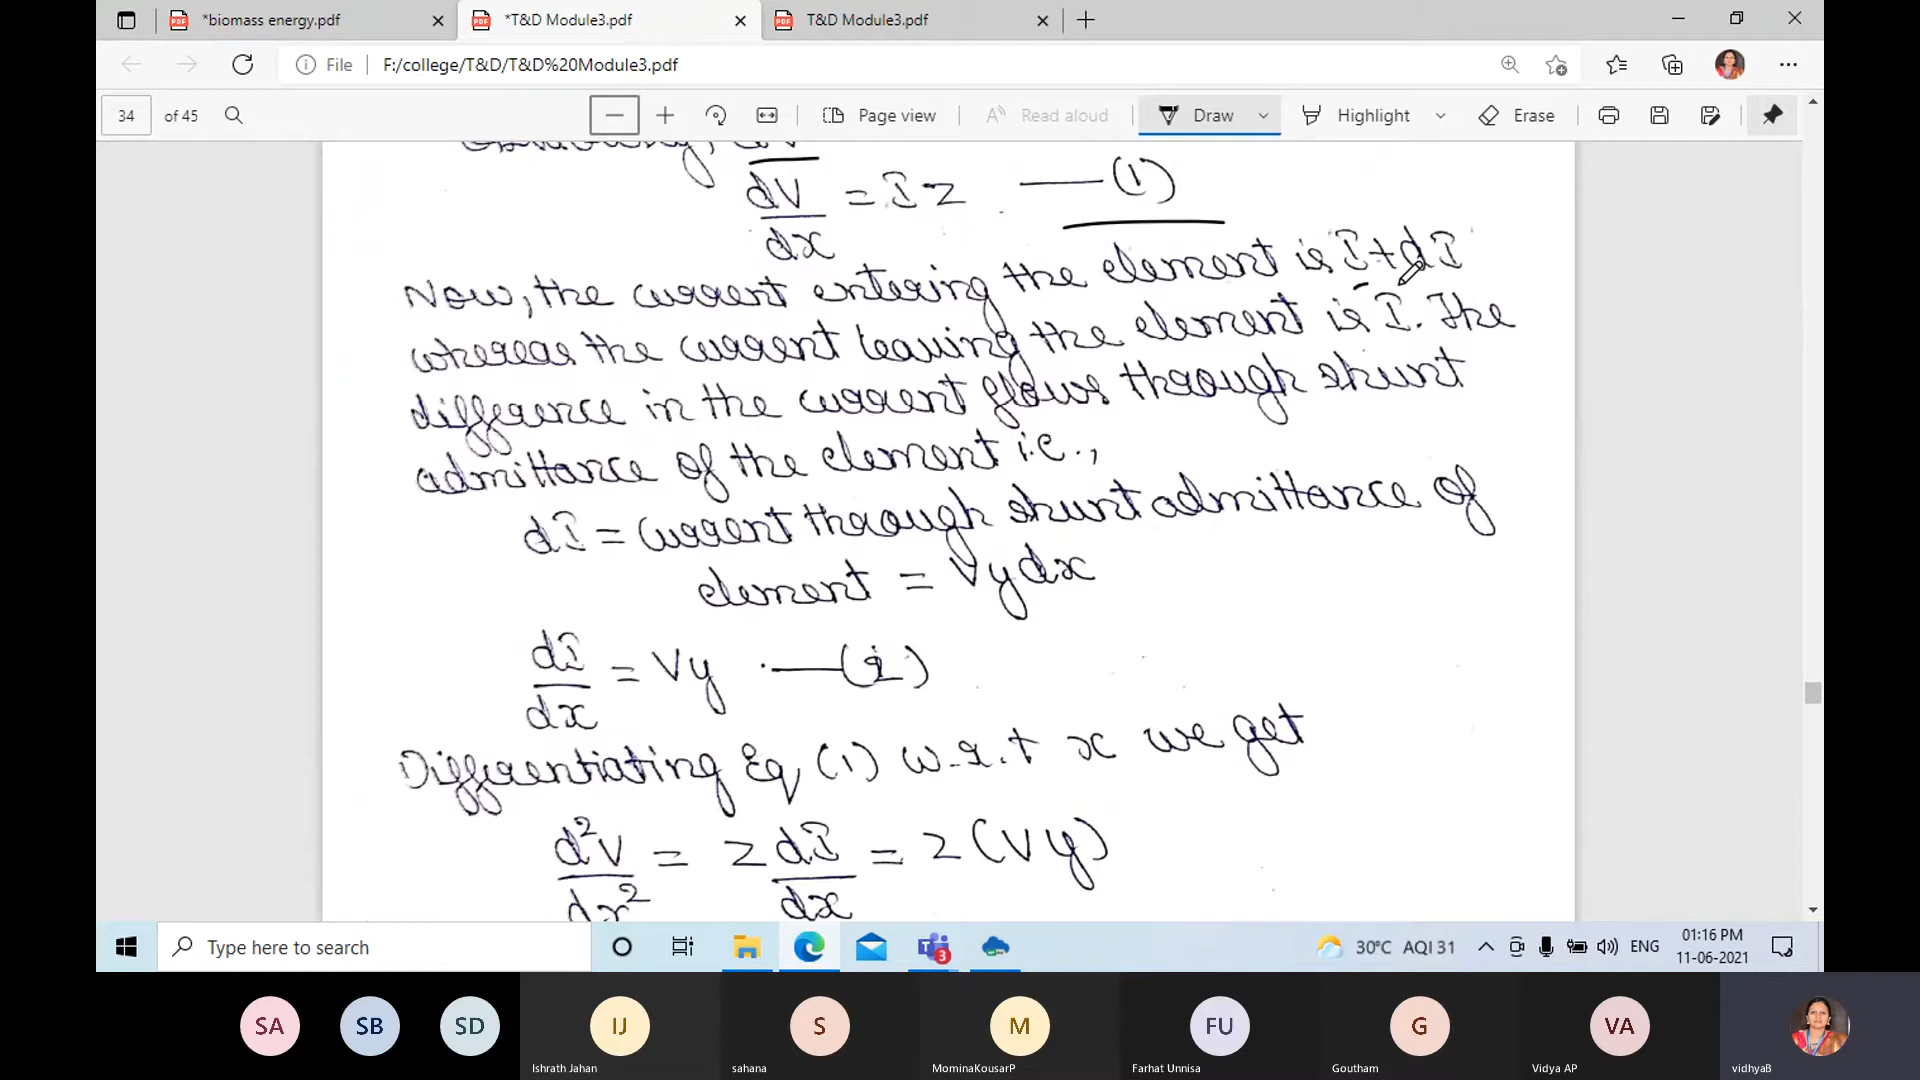 *biomass energy.pdf
*T&D Module3.pdf
T&D Module3.pdf
File
F:/college/T&D/T&D%20Module3.pdf
34 of 45
Page view
Read aloud
Draw
Highlight
Erase
dV/dx = Iz —(1)
Now, the current entering the element is I+dI
whereas the current leaving the element is I. The
difference in the current flows through shunt
admittance of the element i.e.,
dI = current through shunt admittance of
element = Vydx
dI/dx = Vy —(2)
Differentiating Eq (1) w.r.t x we get
d²V/dx² = z dI/dx = z(Vy)
Type here to search
3
30°C AQI 31
ENG
01:16 PM
11-06-2021
SA
SB
SD
IJ
S
M
FU
G
VA
Ishrath Jahan
sahana
MominaKousarP
Farhat Unnisa
Goutham
Vidya AP
vidhyaB